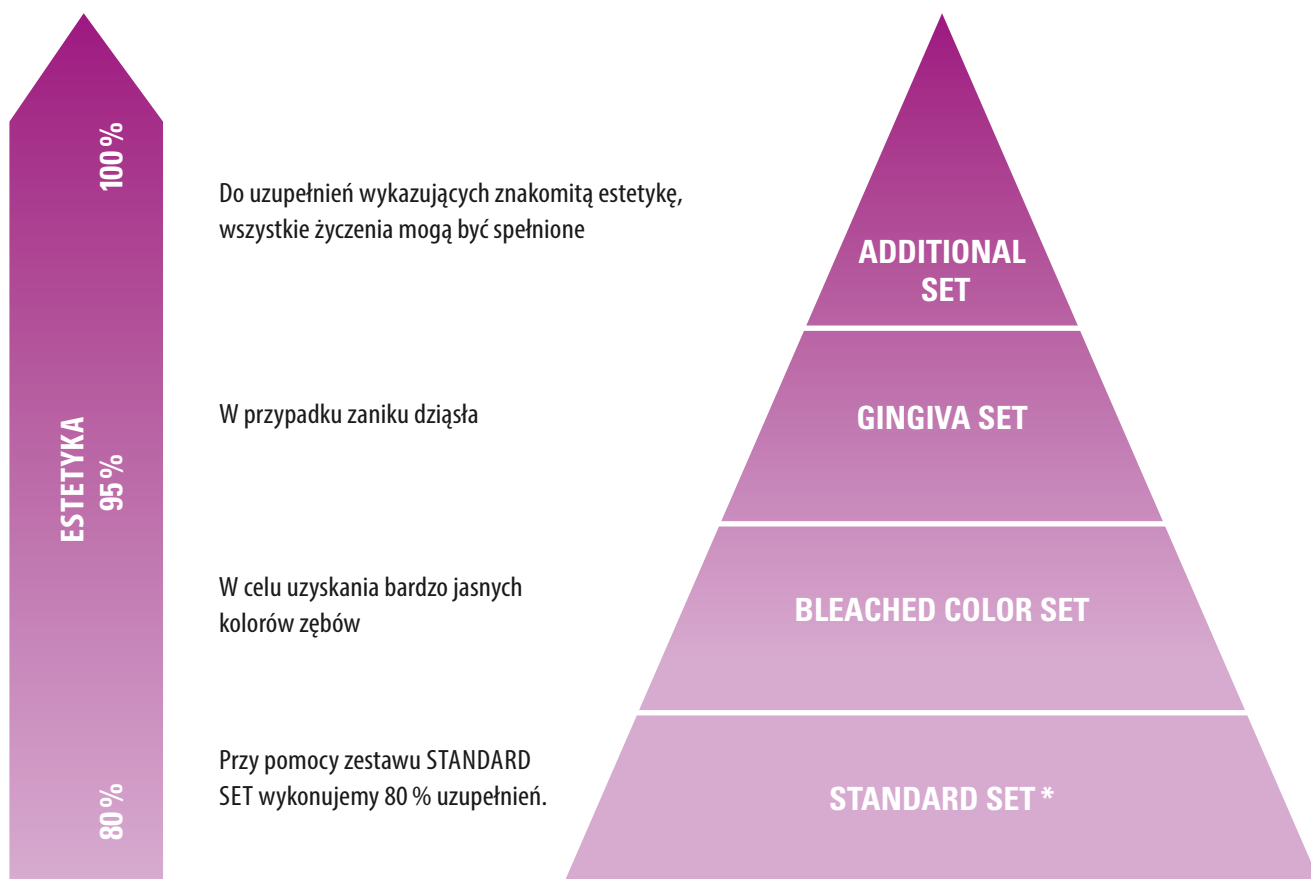 100 %
Do uzupełnień wykazujących znakomitą estetykę,
wszystkie życzenia mogą być spełnione
ADDITIONAL
SET
ESTETYKA
95 %
W przypadku zaniku dziąsła
GINGIVA SET
W celu uzyskania bardzo jasnych
kolorów zębów
BLEACHED COLOR SET
80 %
Przy pomocy zestawu STANDARD
SET wykonujemy 80 % uzupełnień.
STANDARD SET *